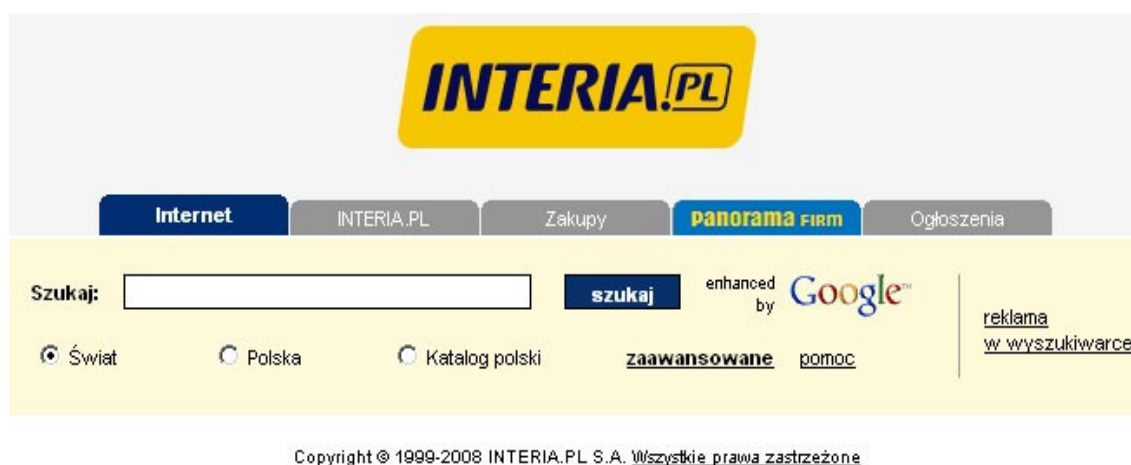 INTERIA.PL
Internet INTERIA.PL Zakupy Panorama FIRM Ogłoszenia
Szukaj: szukaj enhanced by Google™
reklama
w wyszukiwarce
Świat Polska Katalog polski zaawansowane pomoc
Copyright © 1999-2008 INTERIA.PL S.A. Wszystkie prawa zastrzeżone